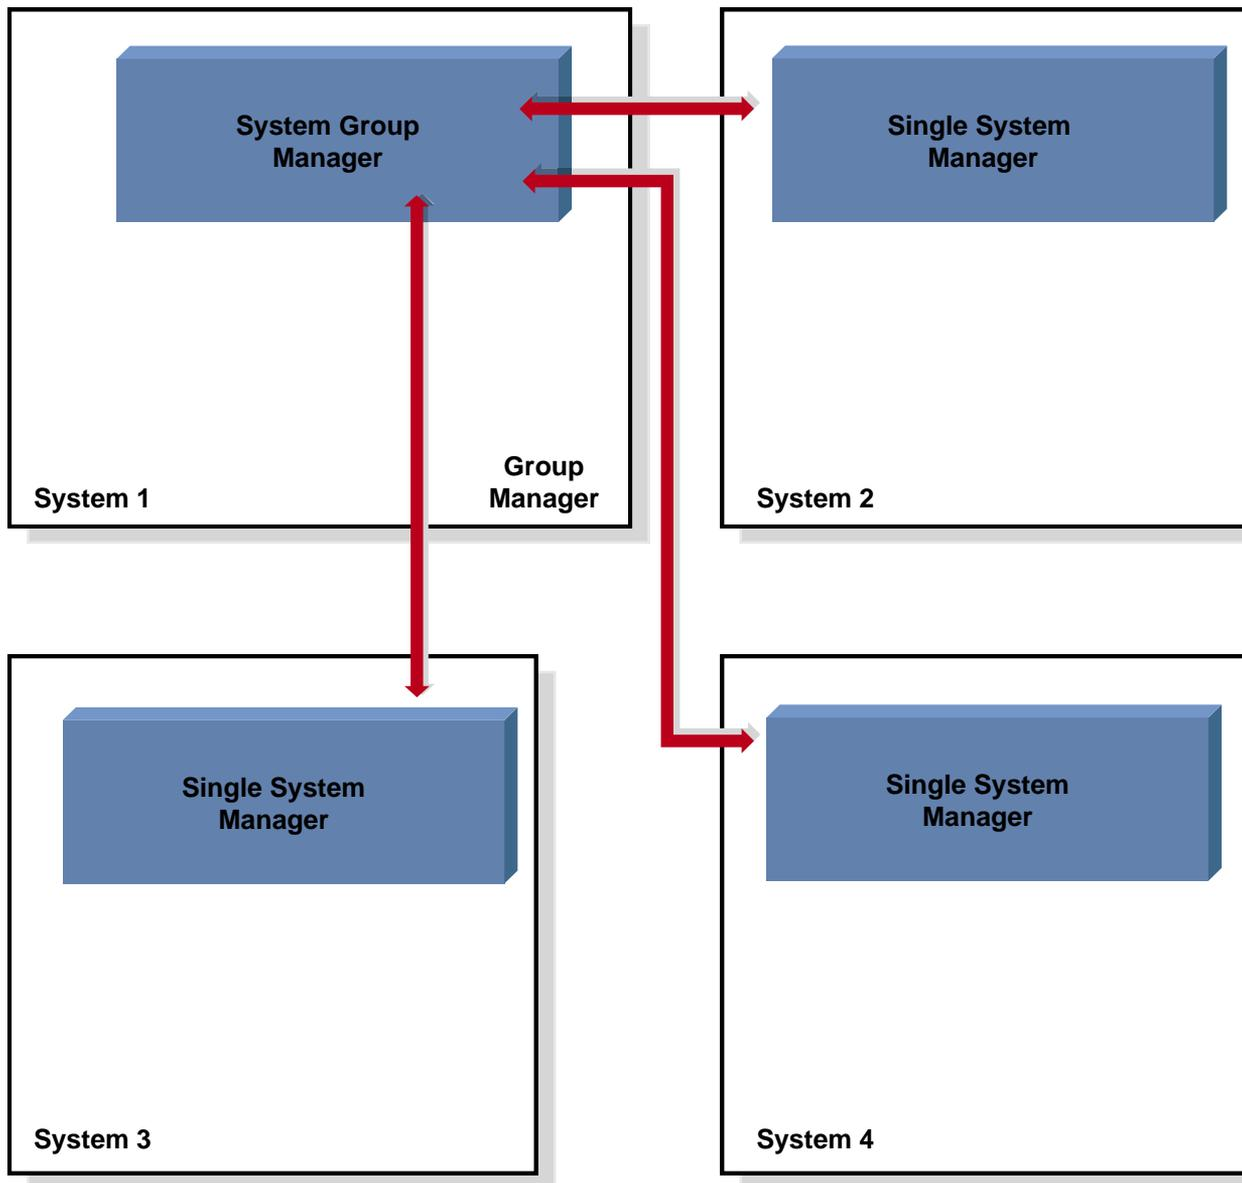 System Group
Manager
Single System
Manager
Group
Manager
System 1
System 2
Single System
Manager
Single System
Manager
System 3
System 4